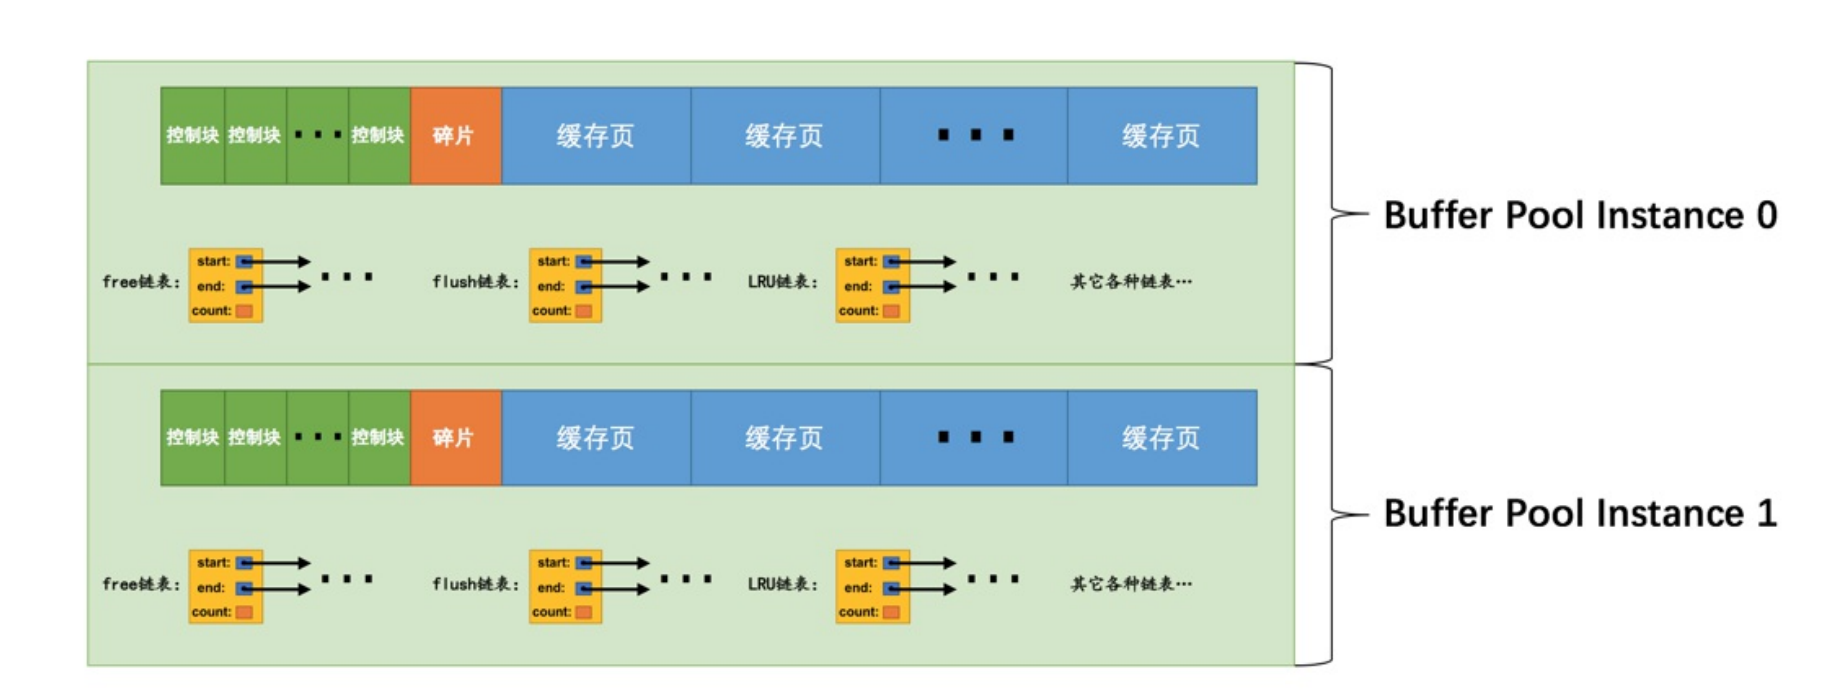 控制块 控制块 ··· 控制块 碎片 缓存页 缓存页 ··· 缓存页
Buffer Pool Instance 0
free链表: start: end: count: ···
flush链表: start: end: count: ···
LRU链表: start: end: count: ···
其它各种链表…
控制块 控制块 ··· 控制块 碎片 缓存页 缓存页 ··· 缓存页
Buffer Pool Instance 1
free链表: start: end: count: ···
flush链表: start: end: count: ···
LRU链表: start: end: count: ···
其它各种链表…